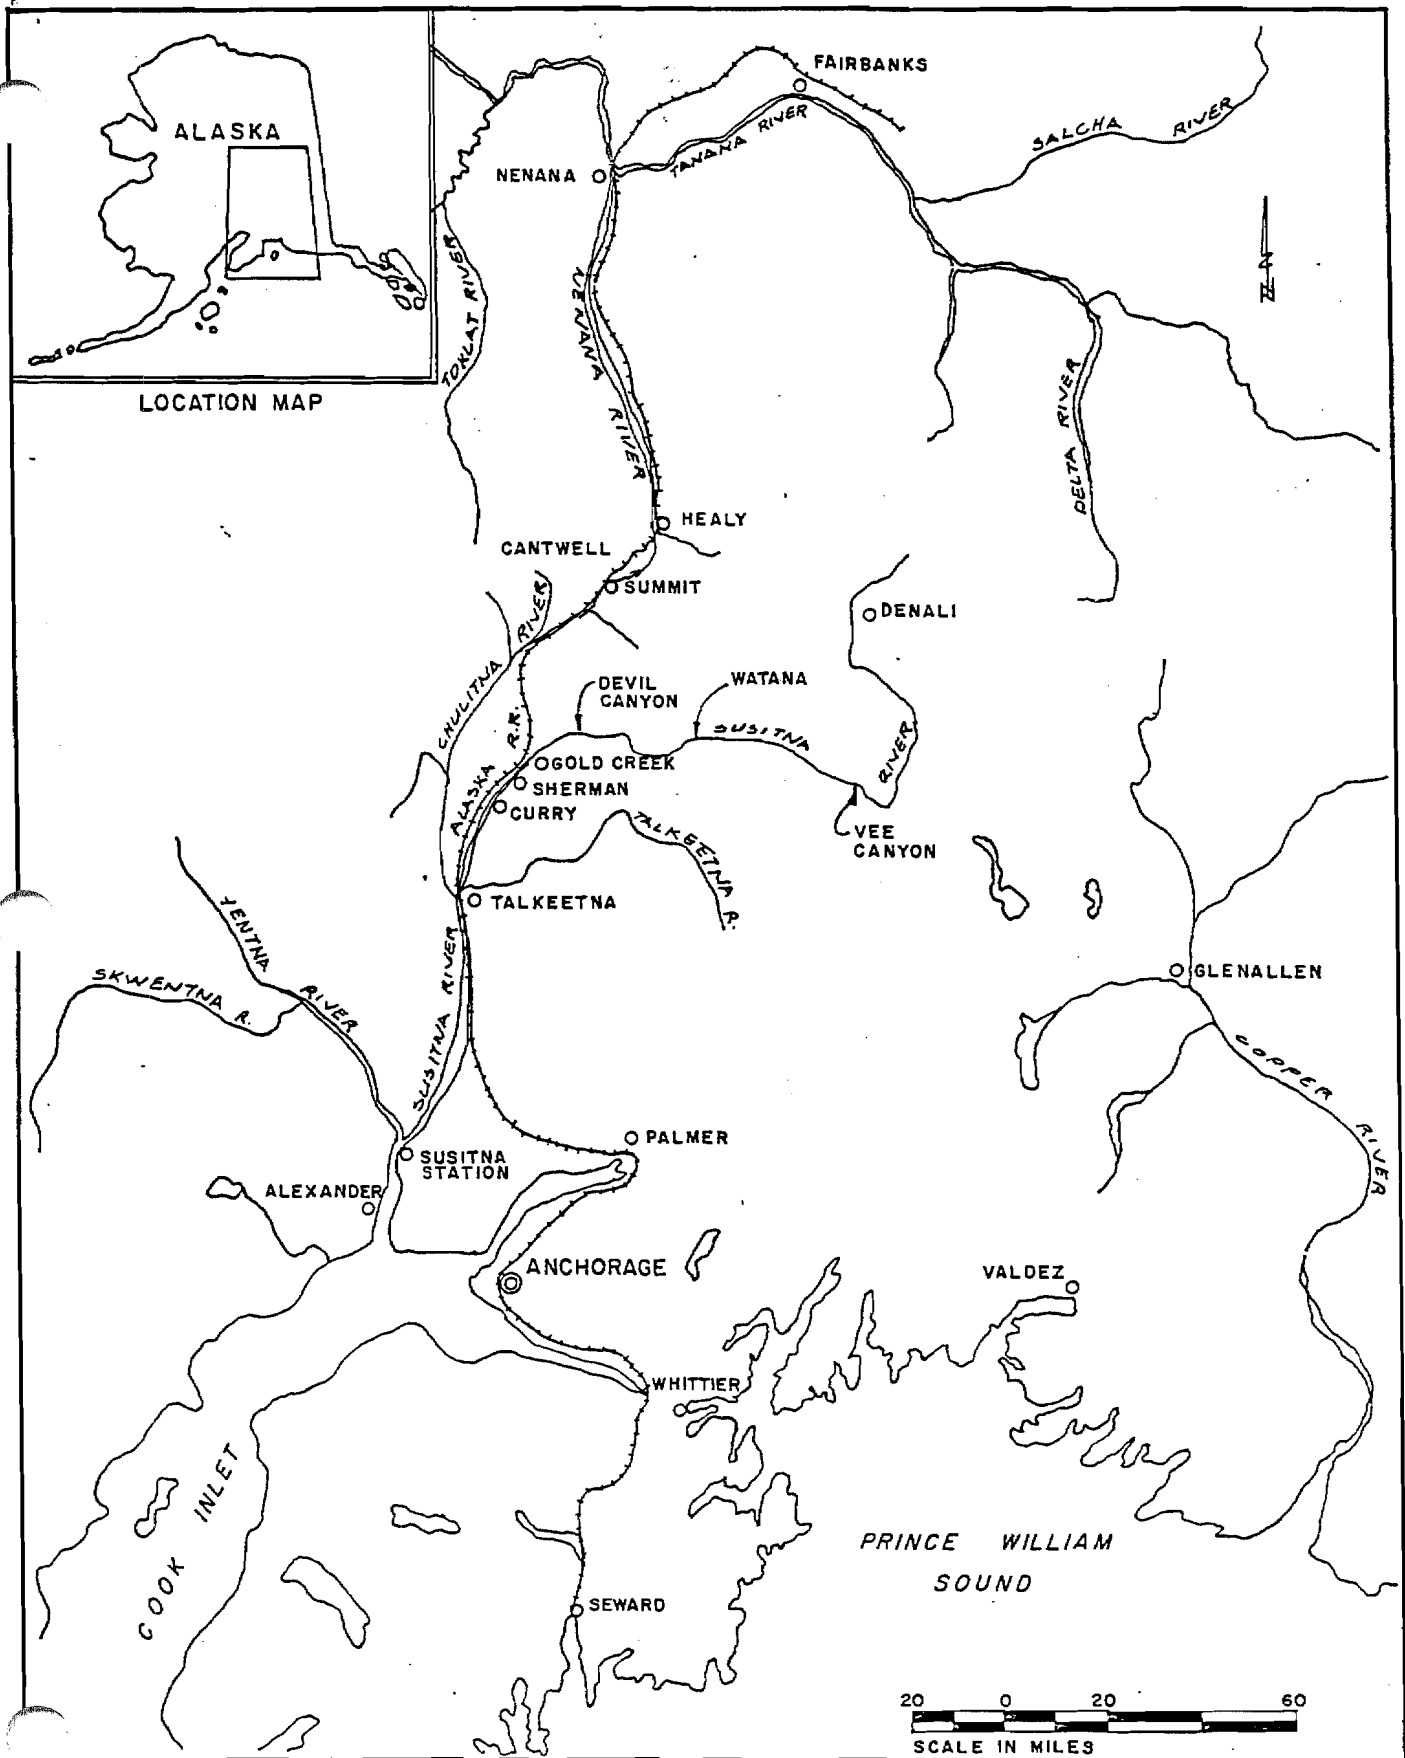 ALASKA
LOCATION MAP
FAIRBANKS
TANANA RIVER
SALCHA RIVER
NENANA
N
TOKLAT RIVER
NENANA RIVER
DELTA RIVER
HEALY
CANTWELL
SUMMIT
DENALI
CHULITNA RIVER
DEVIL
CANYON
WATANA
SUSITNA RIVER
ALASKA R.R.
GOLD CREEK
SHERMAN
CURRY
TALKEETNA R.
VEE
CANYON
TALKEETNA
YENTNA RIVER
SKWENTNA R.
SUSITNA RIVER
GLENALLEN
COPPER RIVER
PALMER
SUSITNA
STATION
ALEXANDER
ANCHORAGE
VALDEZ
WHITTIER
COOK INLET
PRINCE WILLIAM
SOUND
SEWARD
20 0 20 60
SCALE IN MILES